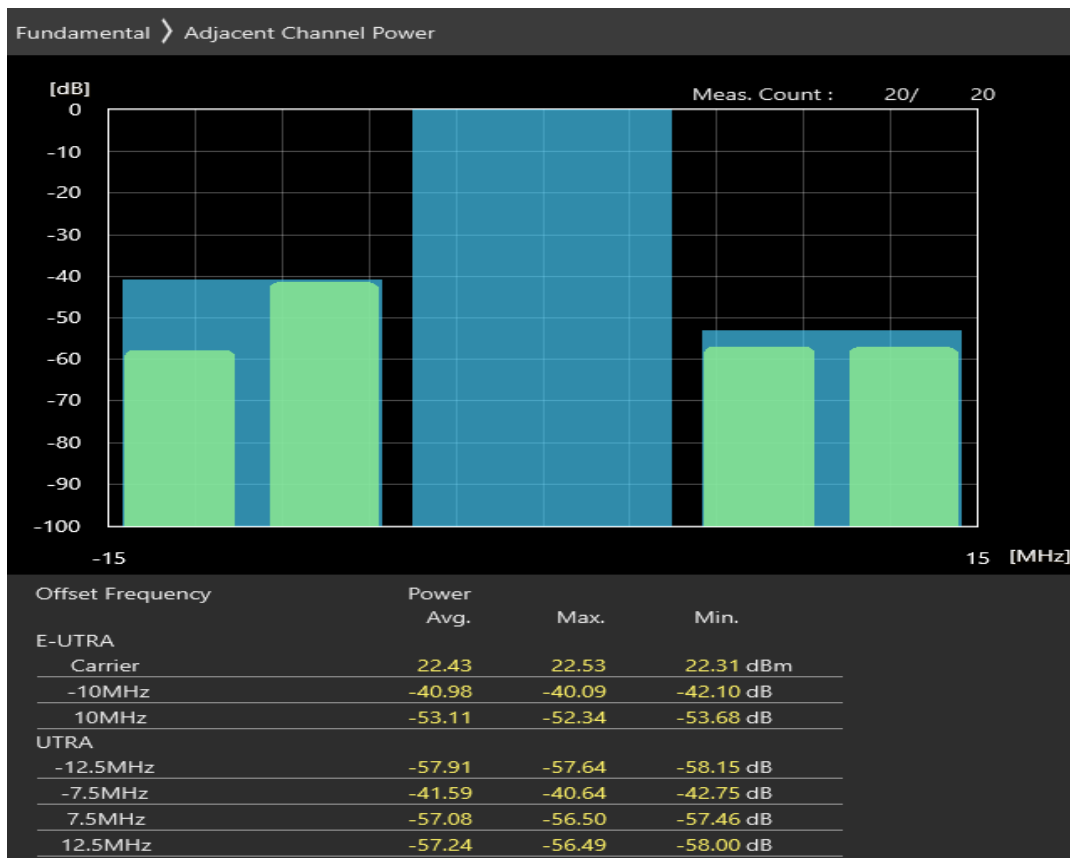 Fundamental 〉 Adjacent Channel Power
[dB]
Meas. Count : 20/ 20
0
-10
-20
-30
-40
-50
-60
-70
-80
-90
-100
-15 15 [MHz]
Offset Frequency Power
Avg. Max. Min.
E-UTRA
Carrier 22.43 22.53 22.31 dBm
-10MHz -40.98 -40.09 -42.10 dB
10MHz -53.11 -52.34 -53.68 dB
UTRA
-12.5MHz -57.91 -57.64 -58.15 dB
-7.5MHz -41.59 -40.64 -42.75 dB
7.5MHz -57.08 -56.50 -57.46 dB
12.5MHz -57.24 -56.49 -58.00 dB